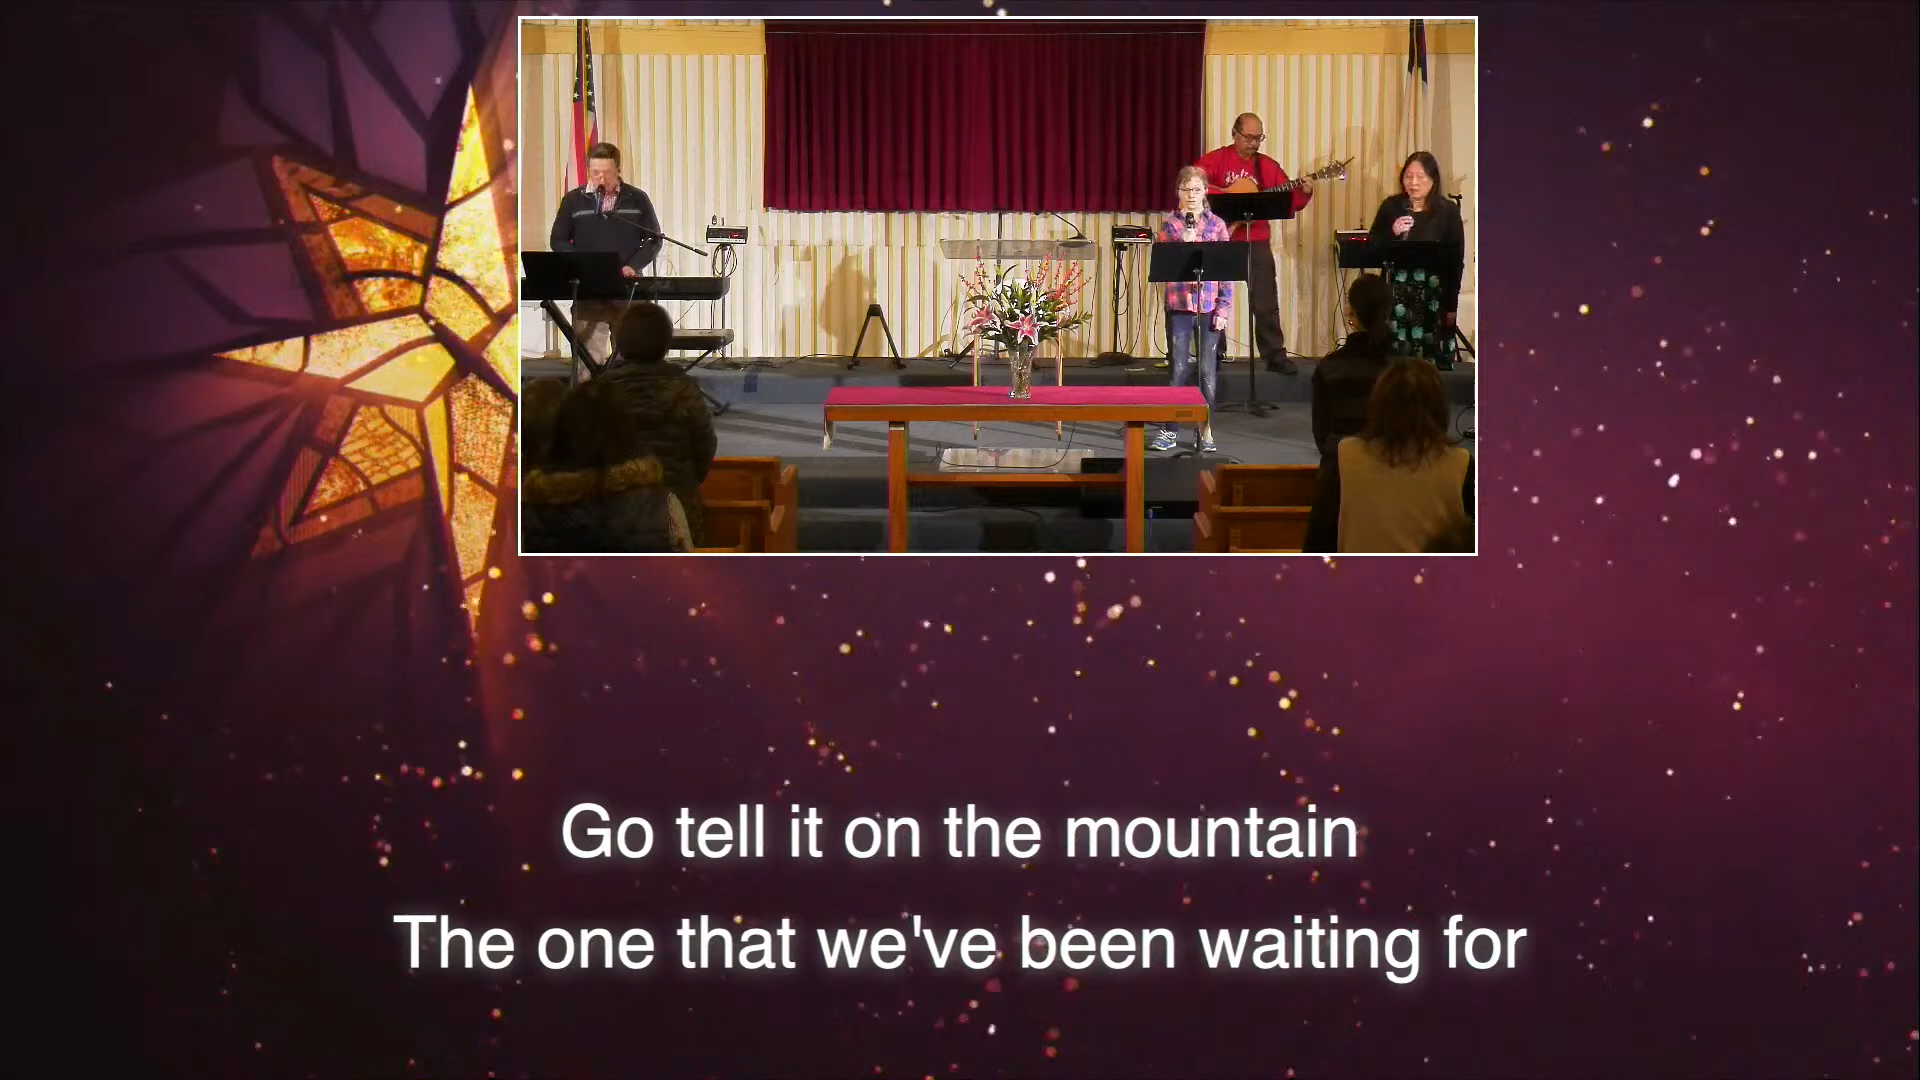 Go tell it on the mountain
The one that we've been waiting for